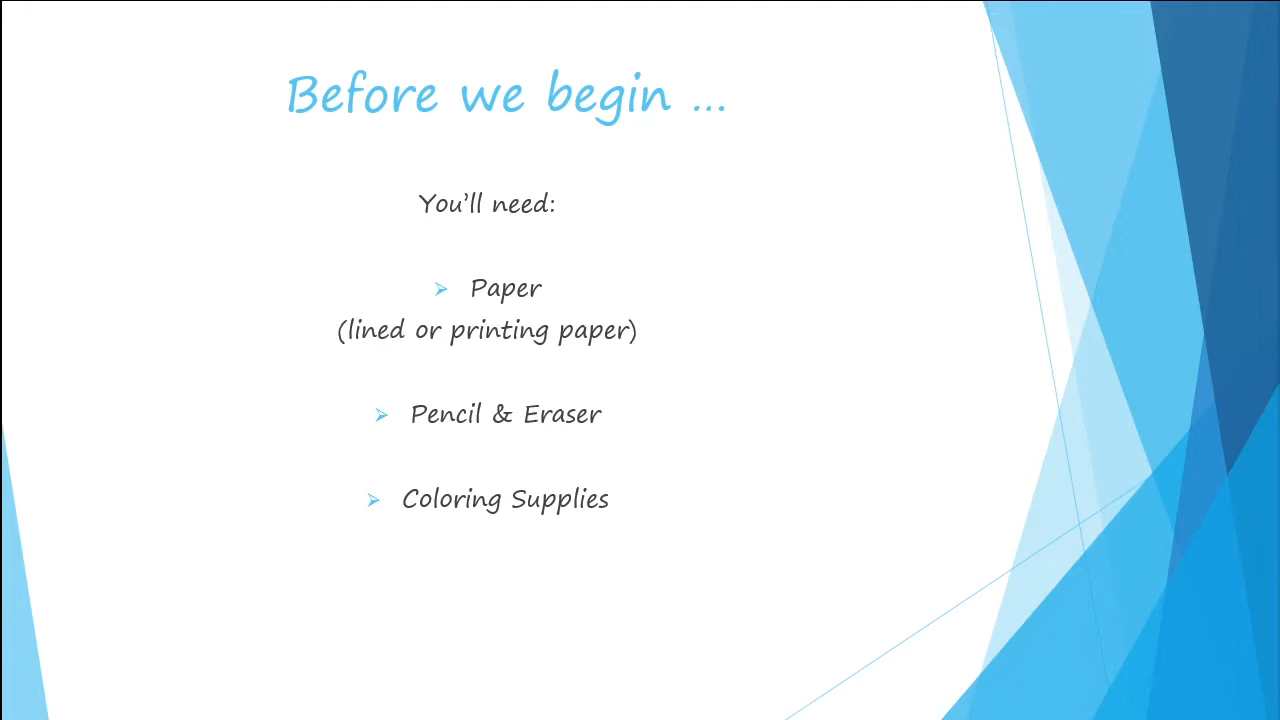 Before we begin ...
You’ll need:
➢ Paper
(lined or printing paper)
➢ Pencil & Eraser
➢ Coloring Supplies